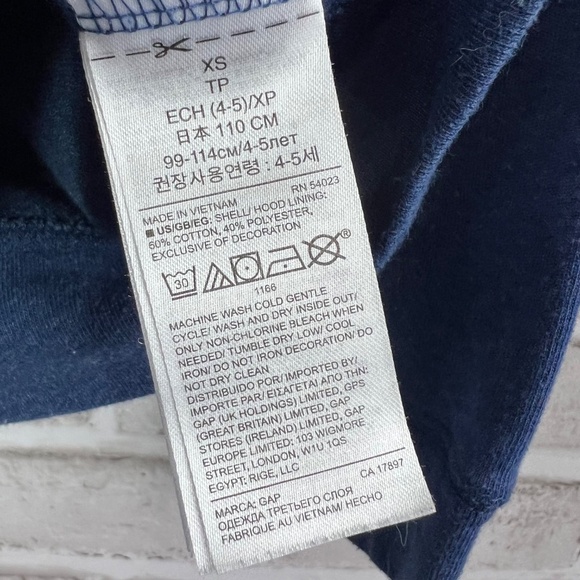 XS
TP
ECH (4-5)/XP
日本 110 CM
99-114см/4-5лет
권장사용연령 : 4-5세
MADE IN VIETNAM RN 54023
■ US/GB/EG: SHELL/ HOOD LINING:
60% COTTON, 40% POLYESTER,
EXCLUSIVE OF DECORATION
30
1166
MACHINE WASH COLD GENTLE
CYCLE/ WASH AND DRY INSIDE OUT/
ONLY NON-CHLORINE BLEACH WHEN
NEEDED/ TUMBLE DRY LOW/ COOL
IRON/ DO NOT IRON DECORATION/ DO
NOT DRY CLEAN
DISTRIBUIDO POR/IMPORTED BY/
IMPORTE PAR/ ΕΙΣΑΓΕΤΑΙ ΑΠΟ ΤΗΝ:
GAP (UK HOLDINGS) LIMITED, GPS
(GREAT BRITAIN) LIMITED, GAP
STORES (IRELAND) LIMITED, GAP
EUROPE LIMITED: 103 WIGMORE
STREET, LONDON, W1U 1QS
EGYPT: RIGE, LLC
CA 17897
MARCA: GAP
ОДЕЖДА ТРЕТЬЕГО СЛОЯ
FABRIQUE AU VIETNAM/ HECHO